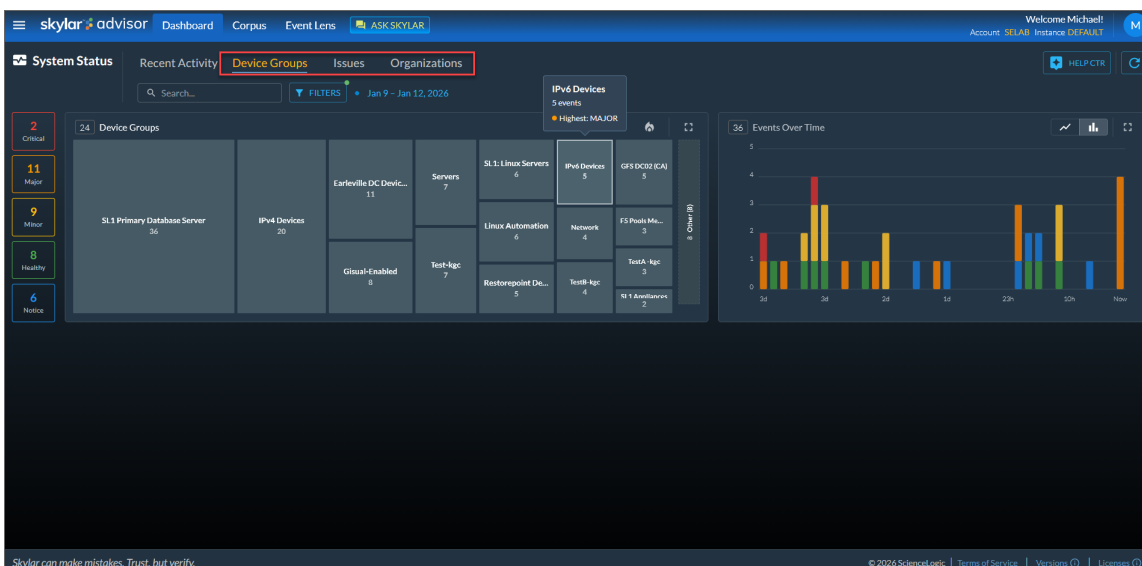 skylar advisor Dashboard Corpus Event Lens ASK SKYLAR
Welcome Michael!
Account SELAB Instance DEFAULT
M
System Status Recent Activity Device Groups Issues Organizations
HELP CTR
Search...
FILTERS Jan 9 – Jan 12, 2026
IPv6 Devices
5 events
Highest: MAJOR
2
Critical
11
Major
9
Minor
8
Healthy
6
Notice
24 Device Groups
SL1 Primary Database Server
36
IPv4 Devices
20
Earleville DC Devic...
11
Gisual-Enabled
8
Servers
7
Test-kgc
7
SL1: Linux Servers
6
Linux Automation
6
Restorepoint De...
5
IPv6 Devices
5
Network
4
TestB-kgc
4
GFS DC02 (CA)
5
F5 Pools Me...
3
TestA -kgc
3
SL1 Appliances
2
8 Other (8)
36 Events Over Time
5
4
3
2
1
0
3d 3d 2d 1d 23h 10h Now
Skylar can make mistakes. Trust, but verify.
© 2026 ScienceLogic | Terms of Service | Versions | Licenses